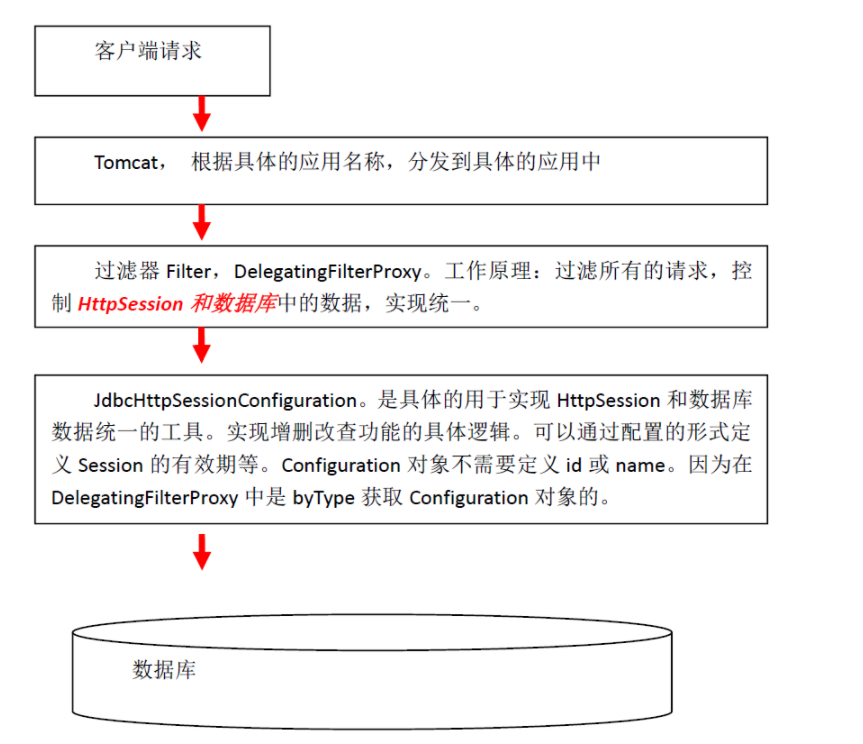 客户端请求
Tomcat， 根据具体的应用名称，分发到具体的应用中
过滤器 Filter，DelegatingFilterProxy。工作原理：过滤所有的请求，控
制 HttpSession 和数据库中的数据，实现统一。
JdbcHttpSessionConfiguration。是具体的用于实现 HttpSession 和数据库
数据统一的工具。实现增删改查功能的具体逻辑。可以通过配置的形式定
义 Session 的有效期等。Configuration 对象不需要定义 id 或 name。因为在
DelegatingFilterProxy 中是 byType 获取 Configuration 对象的。
数据库